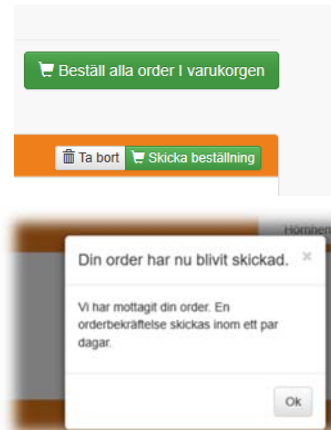 Beställ alla order I varukorgen
Ta bort Skicka beställning
Din order har nu blivit skickad. ×
Vi har mottagit din order. En
orderbekräftelse skickas inom ett par
dagar.
Ok